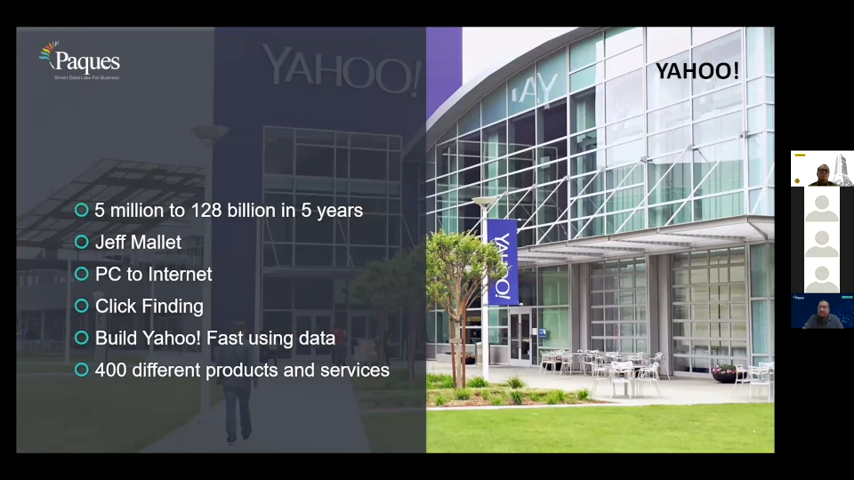 Paques
Smart Data Lake For Business
YAHOO!
YAHOO!
YAHOO!
5 million to 128 billion in 5 years
Jeff Mallet
PC to Internet
Click Finding
Build Yahoo! Fast using data
400 different products and services